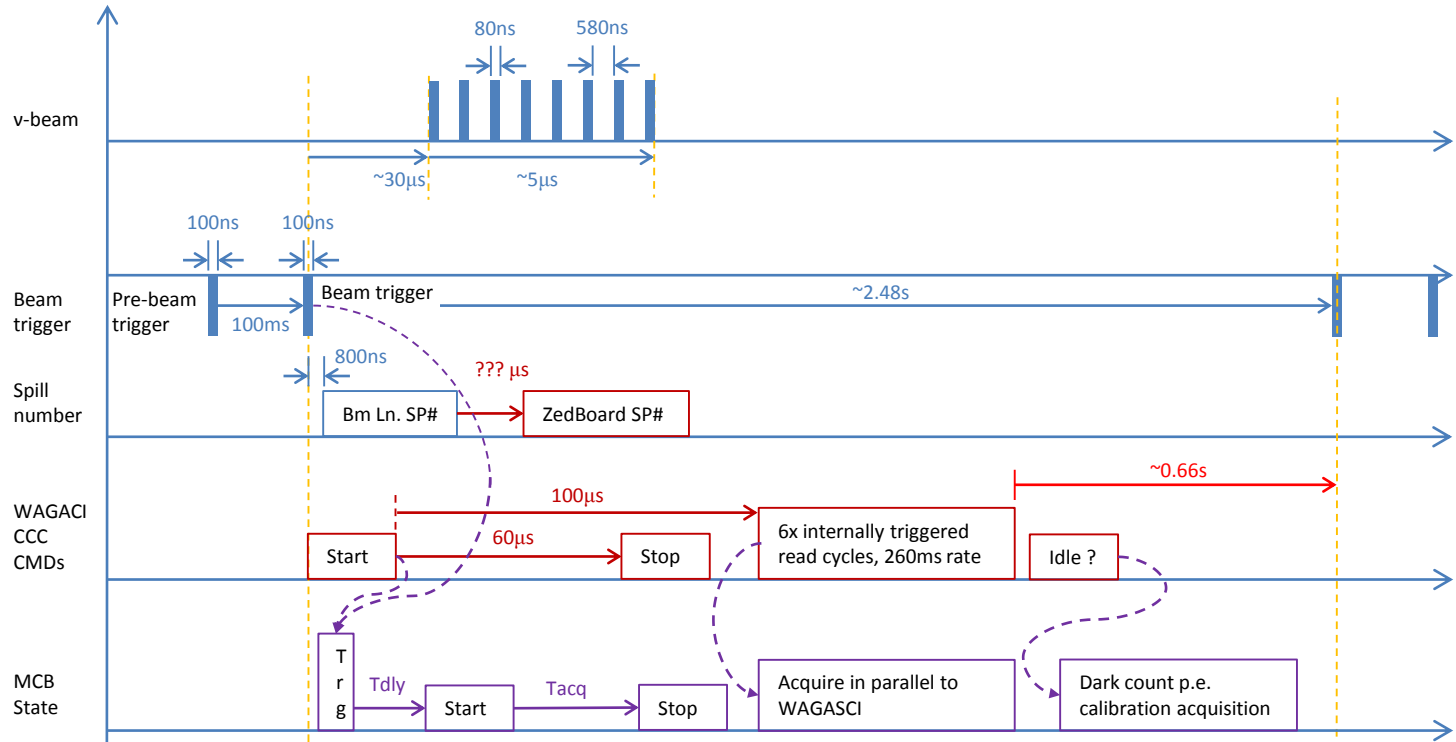 80ns
580ns
ν-beam
~30μs
~5μs
100ns
100ns
Beam
trigger
Pre-beam
trigger
100ms
Beam trigger
~2.48s
800ns
??? μs
Spill
number
Bm Ln. SP#
ZedBoard SP#
~0.66s
100μs
WAGACI
CCC
CMDs
Start
60μs
Stop
6x internally triggered
read cycles, 260ms rate
Idle ?
MCB
State
T
r
g
Tdly
Start
Tacq
Stop
Acquire in parallel to
WAGASCI
Dark count p.e.
calibration acquisition